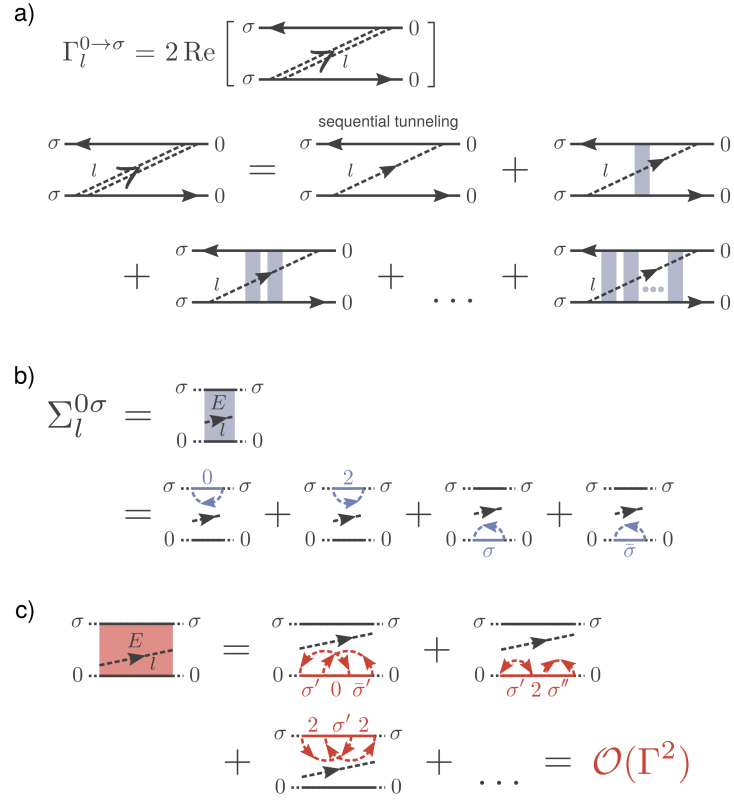 a)
Γ_l^{0→σ} = 2 Re [ σ 0 l σ 0 ]
sequential tunneling
σ 0 l σ 0 = σ 0 l σ 0 + σ 0 l σ 0
+ σ 0 l σ 0 + ... + σ 0 l σ 0
b)
Σ_l^{0σ} = σ σ E l 0 0
= σ 0 σ 0 0 + σ 2 σ 0 0 + σ σ 0 σ 0 + σ σ 0 σ̄ 0
c)
σ σ E l 0 0 = σ σ 0 σ′ 0 σ̄′ 0 + σ σ 0 σ′ 2 σ″ 0
+ σ 2 σ′ 2 σ 0 0 + ... = 𝒪(Γ²)